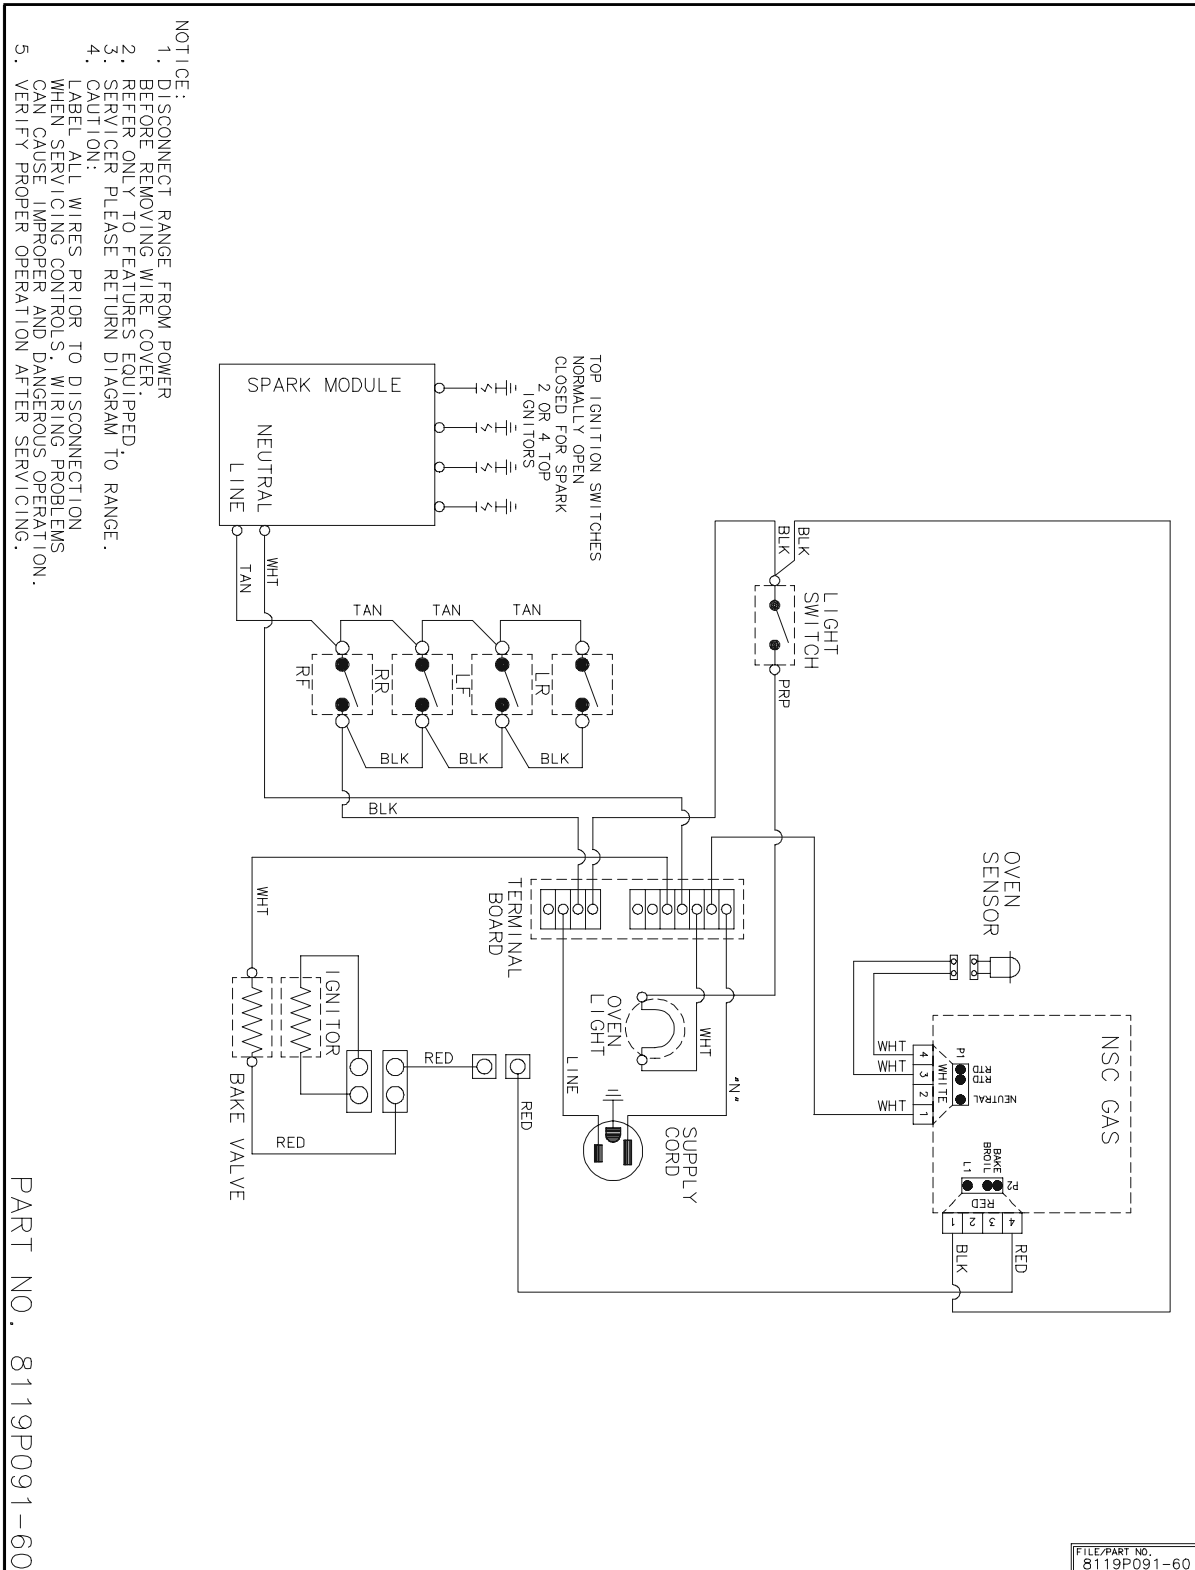 NOTICE:
1. DISCONNECT RANGE FROM POWER
BEFORE REMOVING WIRE COVER.
2. REFER ONLY TO FEATURES EQUIPPED.
3. SERVICER PLEASE RETURN DIAGRAM TO RANGE.
4. CAUTION:
LABEL ALL WIRES PRIOR TO DISCONNECTION
WHEN SERVICING CONTROLS. WIRING PROBLEMS
CAN CAUSE IMPROPER AND DANGEROUS OPERATION.
5. VERIFY PROPER OPERATION AFTER SERVICING.
SPARK MODULE
NEUTRAL
LINE
TOP IGNITION SWITCHES
NORMALLY OPEN
CLOSED FOR SPARK
2 OR 4 TOP
IGNITORS
TAN
WHT
TAN
TAN
TAN
RF
RR
LF
LR
BLK
BLK
BLK
BLK
BLK
BLK
LIGHT
SWITCH
PRP
TERMINAL
BOARD
WHT
IGNITOR
BAKE VALVE
RED
RED
RED
LINE
OVEN
LIGHT
WHT
"N"
SUPPLY
CORD
OVEN
SENSOR
NSC GAS
WHT
WHT
WHT
4
3
2
1
P1
WHITE
RTD
RTD
NEUTRAL
BAKE
BROIL
L1
P2
RED
1
2
3
4
BLK
RED
PART NO. 8119P091-60
FILE/PART NO.
8119P091-60